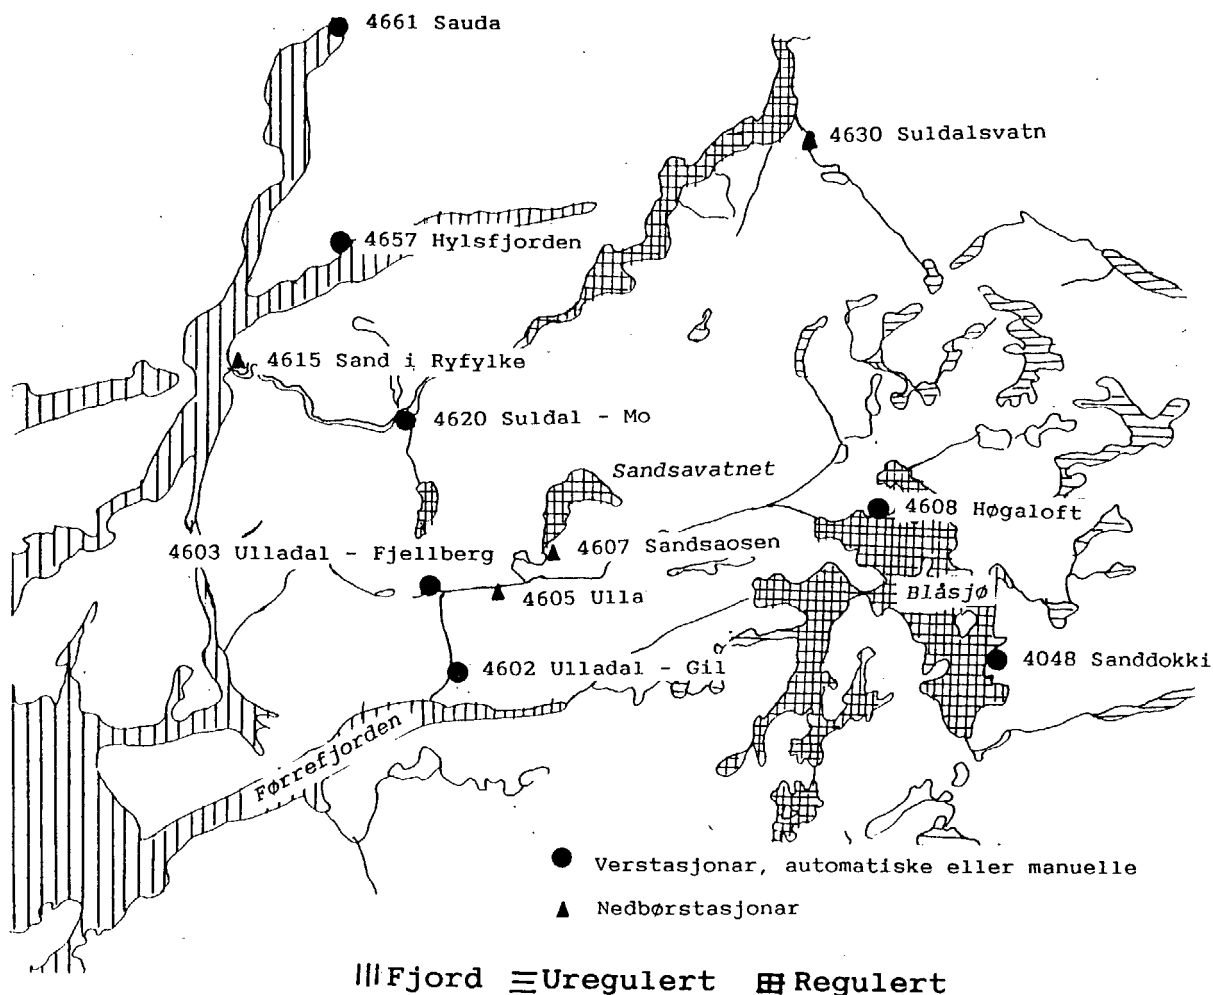 4661 Sauda
4630 Suldalsvatn
4657 Hylsfjorden
4615 Sand i Ryfylke
4620 Suldal - Mo
Sandsavatnet
4608 Høgaloft
4603 Ulladal - Fjellberg
4607 Sandsaosen
4605 Ulla
Blåsjø
4602 Ulladal - Gil
4048 Sanddokki
Førrefjorden
Verstasjonar, automatiske eller manuelle
Nedbørstasjonar
Fjord Uregulert Regulert